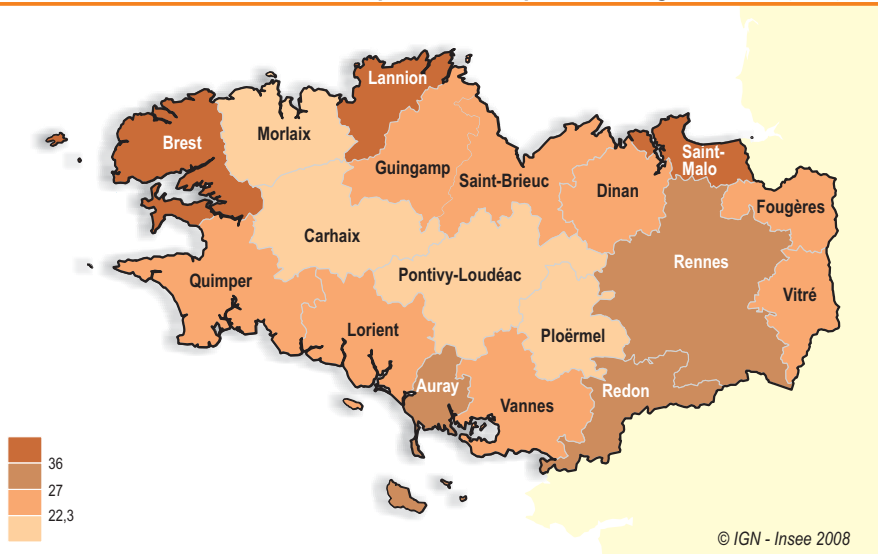 Lannion
Brest
Morlaix
Guingamp
Saint-Brieuc
Saint-
Malo
Dinan
Fougères
Carhaix
Rennes
Pontivy-Loudéac
Quimper
Vitré
Lorient
Ploërmel
Auray
Redon
Vannes
36
27
22,3
© IGN - Insee 2008